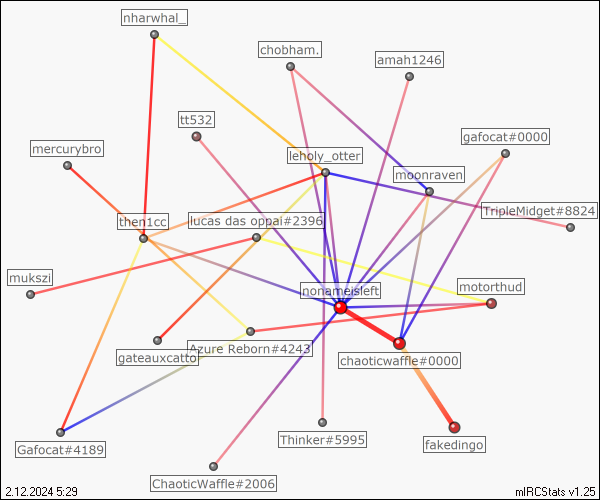 nharwhal_
chobham.
amah1246
tt532
gafocat#0000
mercurybro
leholy_otter
moonraven
TripleMidget#8824
then1cc
lucas das oppai#2396
mukszi
nonameisleft
motorthud
Azure Reborn#4243
gateauxcatto
chaoticwaffle#0000
Gafocat#4189
Thinker#5995
fakedingo
ChaoticWaffle#2006
2.12.2024 5:29
mIRCStats v1.25